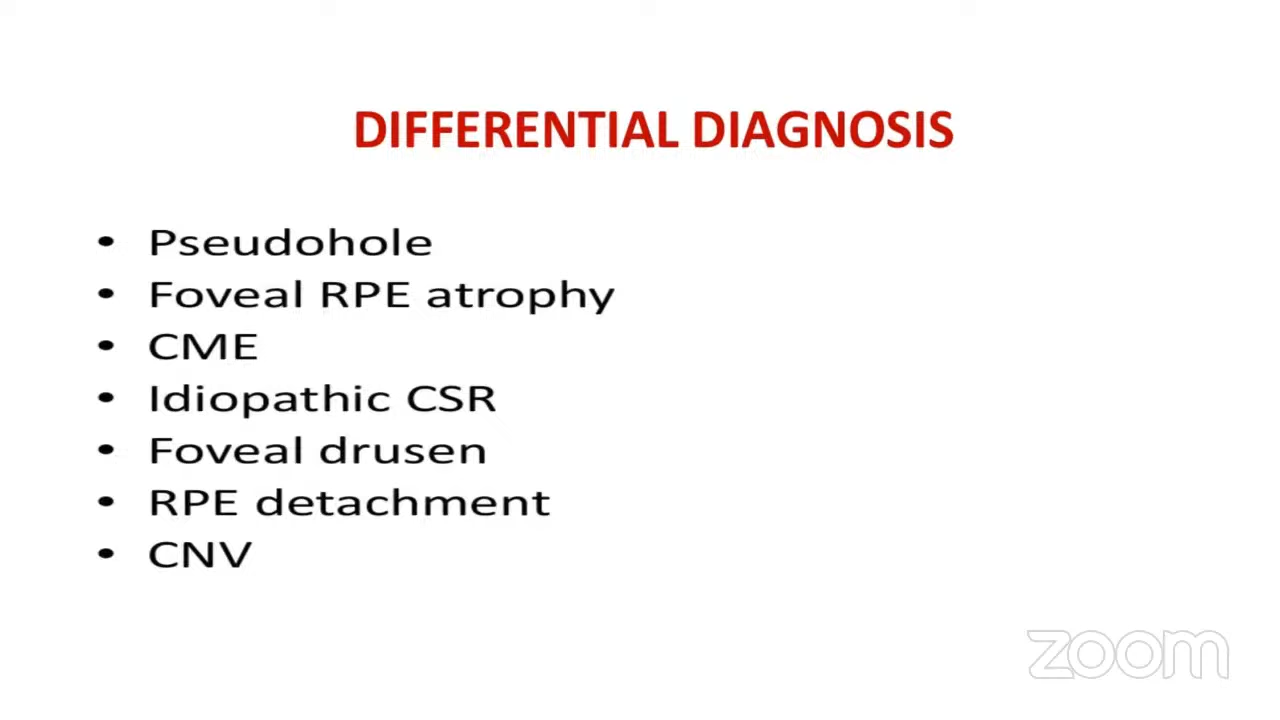 DIFFERENTIAL DIAGNOSIS
• Pseudohole
• Foveal RPE atrophy
• CME
• Idiopathic CSR
• Foveal drusen
• RPE detachment
• CNV
zoom